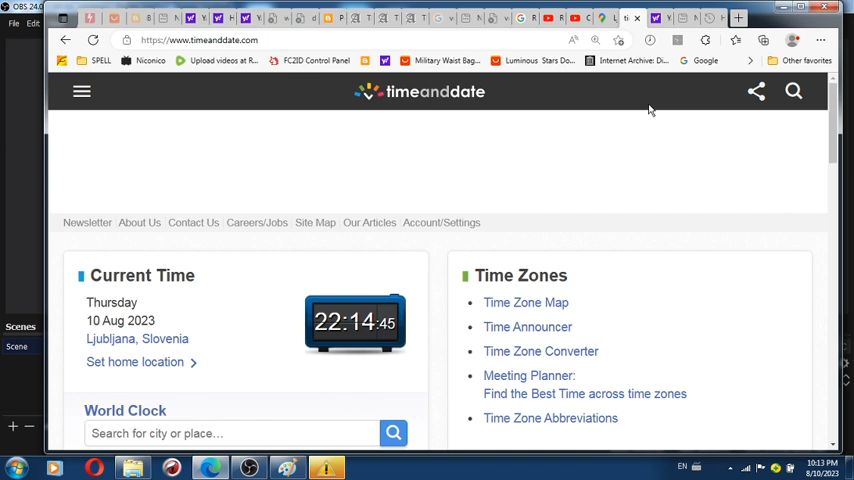 OBS 24.0
File Edit
https://www.timeanddate.com
SPELL
Niconico
Upload videos at R...
FC2ID Control Panel
Military Waist Bag...
Luminous Stars Do...
Internet Archive: Di...
Google
Other favorites
timeanddate
Newsletter
About Us
Contact Us
Careers/Jobs
Site Map
Our Articles
Account/Settings
Current Time
Thursday
10 Aug 2023
Ljubljana, Slovenia
Set home location
22:14:45
World Clock
Search for city or place...
Time Zones
Time Zone Map
Time Announcer
Time Zone Converter
Meeting Planner:
Find the Best Time across time zones
Time Zone Abbreviations
Scenes
Scene
EN
10:13 PM
8/10/2023